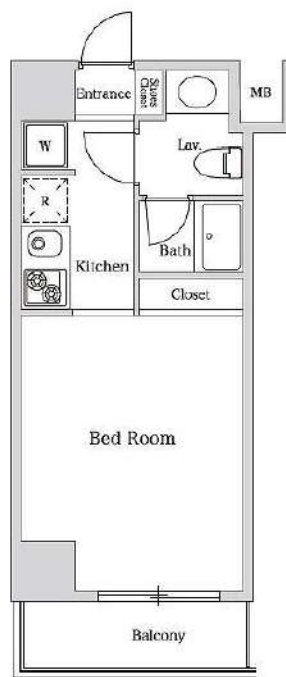 Entrance
Shoes
Closet
MB
W
Lav.
R
Kitchen
Bath
Closet
Bed Room
Balcony